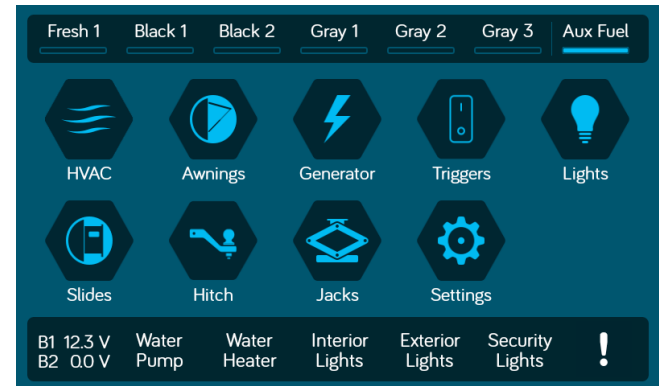 Fresh 1 Black 1 Black 2 Gray 1 Gray 2 Gray 3 Aux Fuel
HVAC Awnings Generator Triggers Lights
Slides Hitch Jacks Settings
B1 12.3 V Water Water Interior Exterior Security !
B2 0.0 V Pump Heater Lights Lights Lights